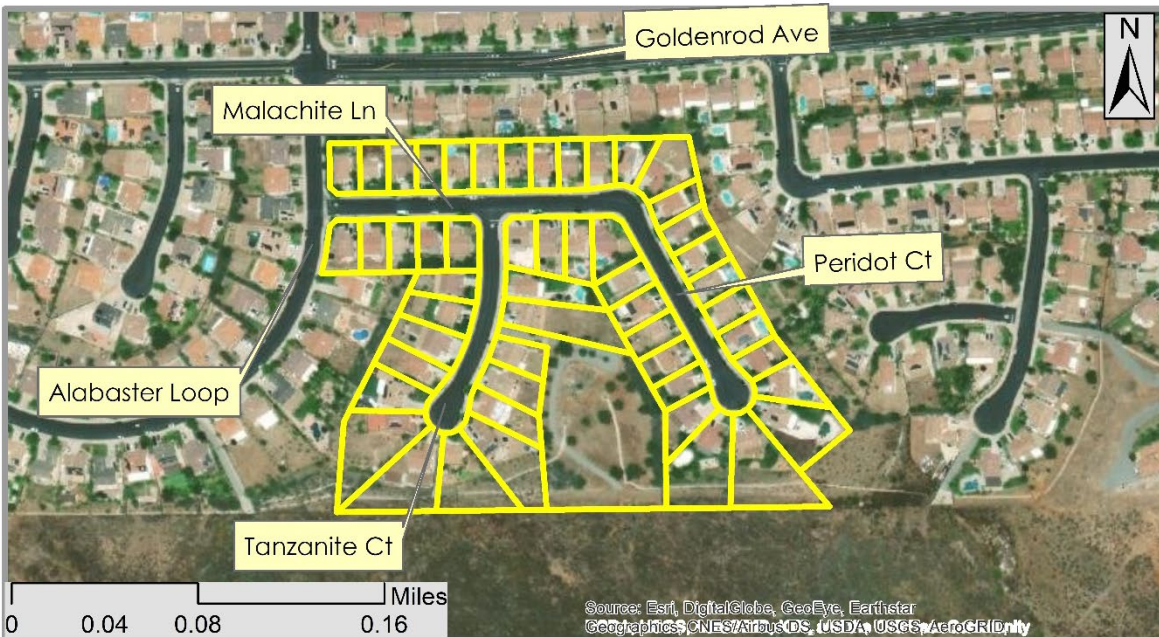 Goldenrod Ave
N
Malachite Ln
Peridot Ct
Alabaster Loop
Tanzanite Ct
Miles
0 0.04 0.08 0.16
Source: Esri, DigitalGlobe, GeoEye, Earthstar
Geographics, CNES/Airbus DS, USDA, USGS, AeroGRID